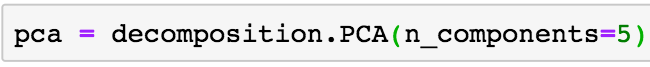 pca = decomposition.PCA(n_components=5)